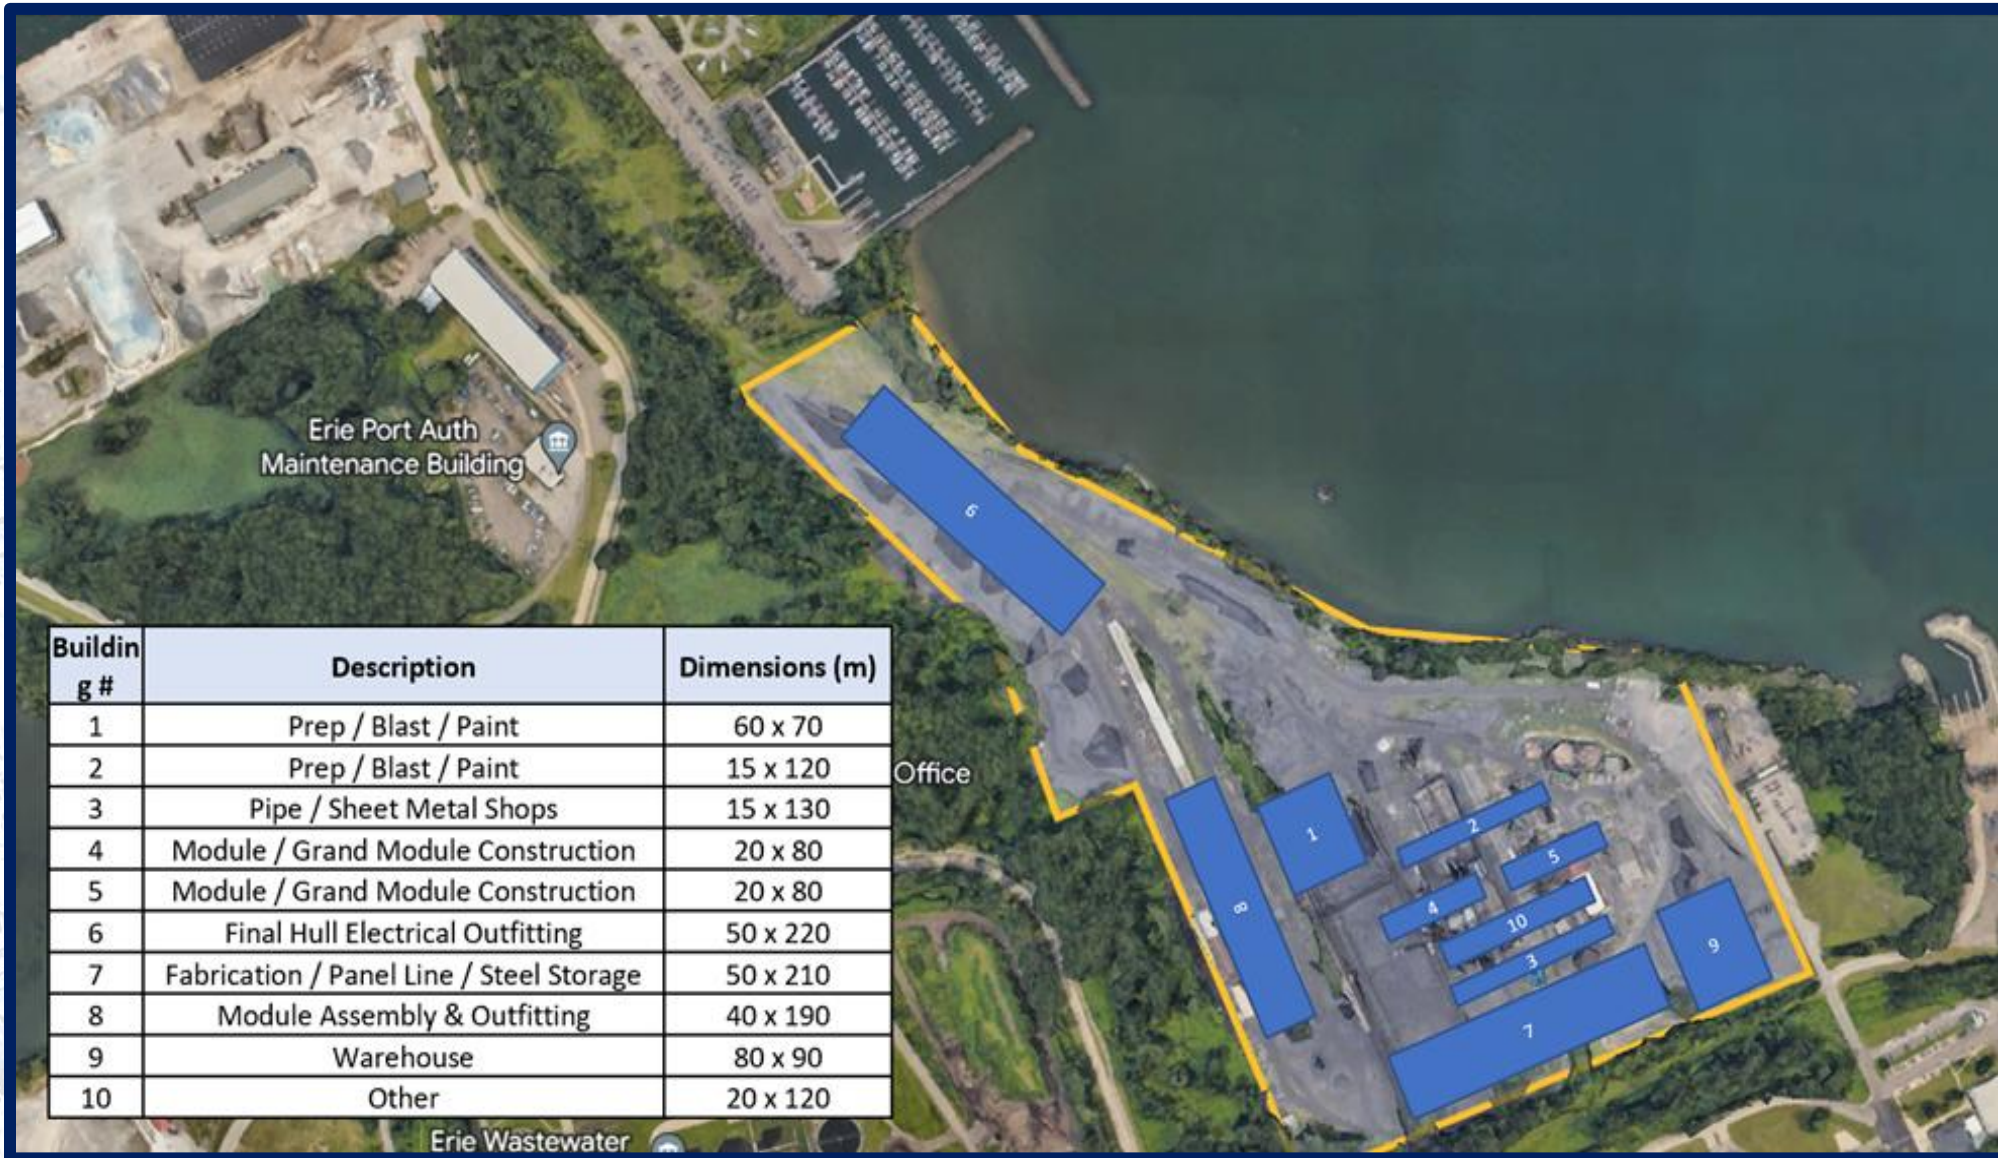 Erie Port Auth
Maintenance Building
6
Buildin
g #
Description
Dimensions (m)
1 Prep / Blast / Paint 60 x 70
2 Prep / Blast / Paint 15 x 120
3 Pipe / Sheet Metal Shops 15 x 130
4 Module / Grand Module Construction 20 x 80
5 Module / Grand Module Construction 20 x 80
6 Final Hull Electrical Outfitting 50 x 220
7 Fabrication / Panel Line / Steel Storage 50 x 210
8 Module Assembly & Outfitting 40 x 190
9 Warehouse 80 x 90
10 Other 20 x 120
Office
1
2
5
4
8
10
3
9
7
Erie Wastewater